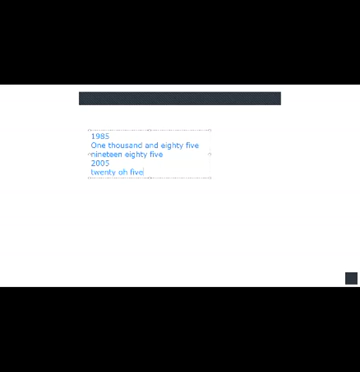 1985
One thousand and eighty five
nineteen eighty five
2005
twenty oh five